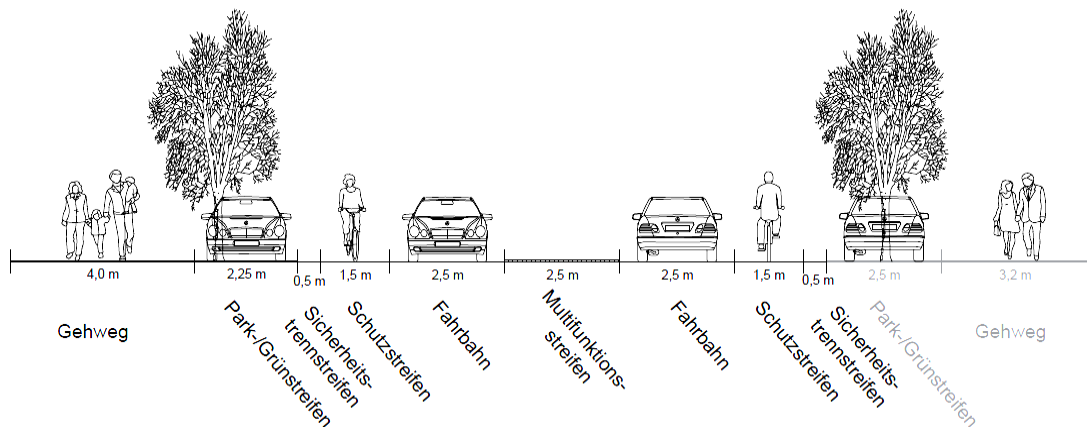 4,0 m
2,25 m
0,5 m
1,5 m
2,5 m
2,5 m
2,5 m
1,5 m
0,5 m
2,5 m
3,2 m
Gehweg
Park-/Grünstreifen
Sicherheits-
trennstreifen
Schutzstreifen
Fahrbahn
Multifunktions-
streifen
Fahrbahn
Schutzstreifen
Sicherheits-
trennstreifen
Park-/Grünstreifen
Gehweg